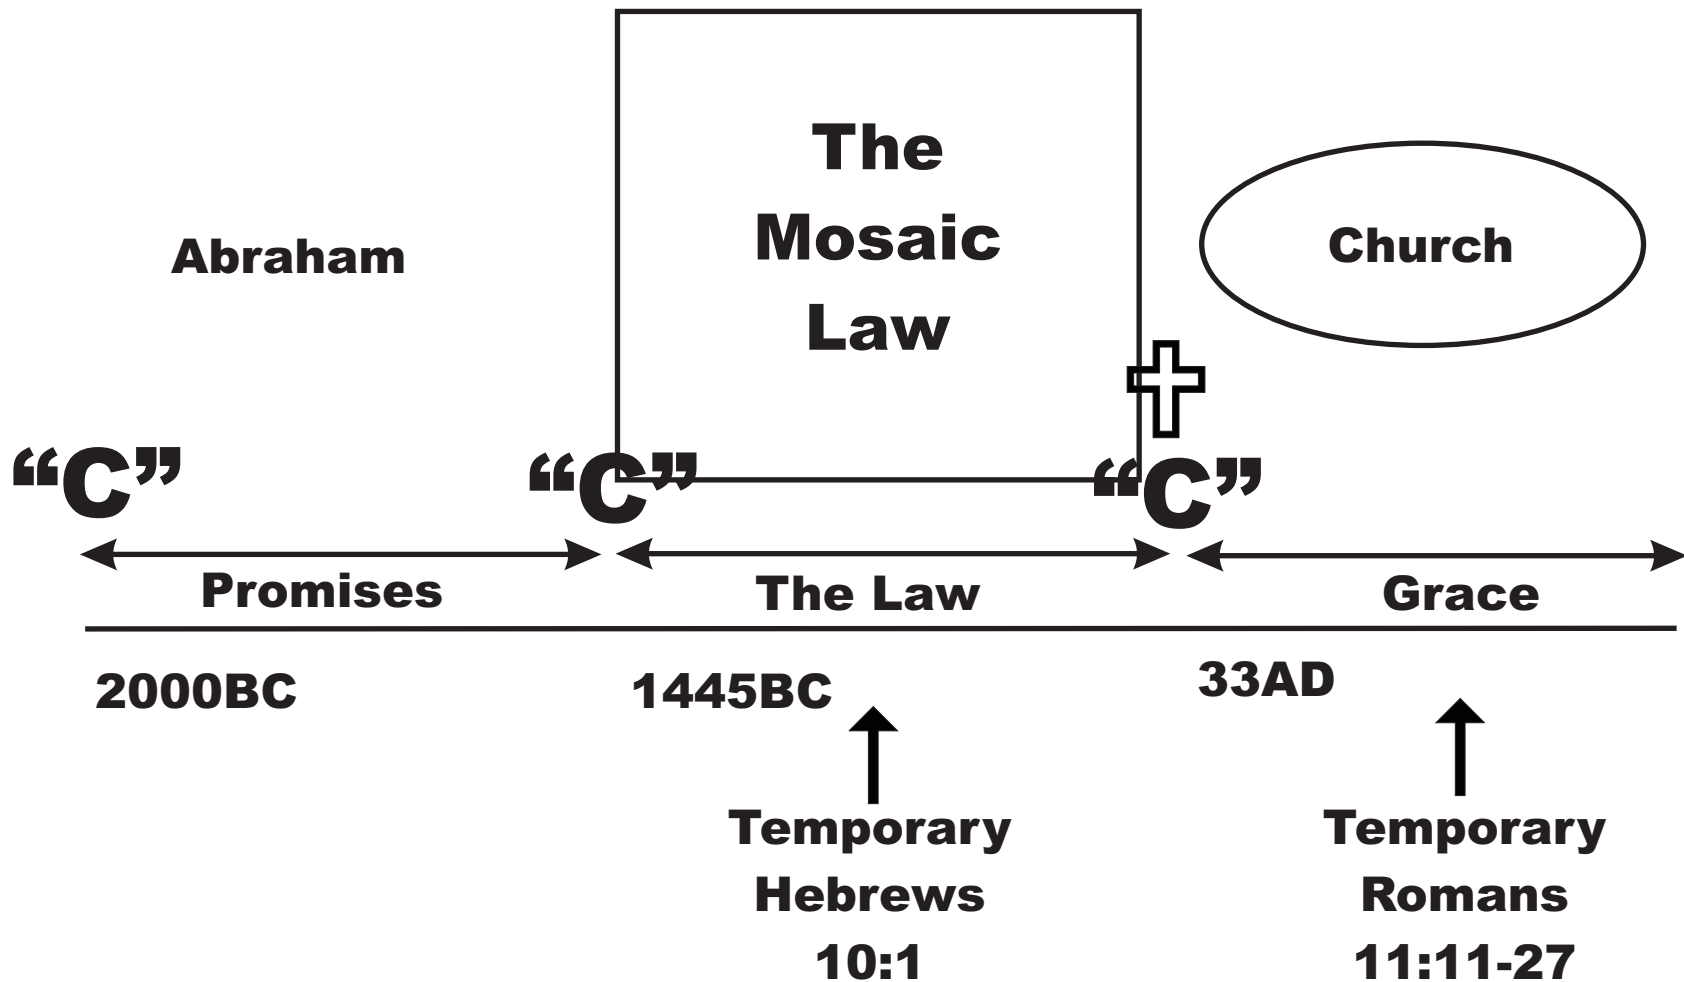 The
Mosaic
Law
Abraham
Church
“C” “C” “C”
Promises The Law Grace
2000BC 1445BC 33AD
Temporary
Hebrews
10:1
Temporary
Romans
11:11-27